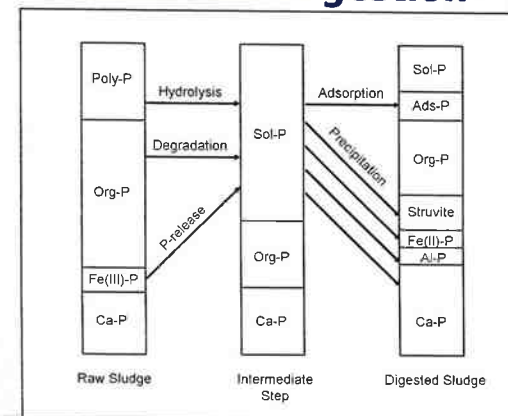 Poly-P
Org-P
Fe(III)-P
Ca-P
Raw Sludge
Hydrolysis
Degradation
P-release
Sol-P
Org-P
Ca-P
Intermediate
Step
Adsorption
Precipitation
Sol-P
Ads-P
Org-P
Struvite
Fe(II)-P
Al-P
Ca-P
Digested Sludge